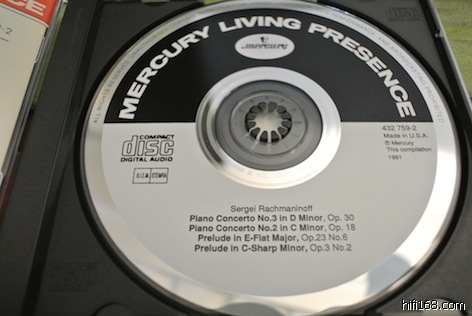 MERCURY LIVING PRESENCE
mercury
COMPACT
disc
DIGITAL AUDIO
B.I.E.M. STEMRA
432 759-2
Made in U.S.A.
℗ Mercury
This compilation
1991
Sergei Rachmaninoff
Piano Concerto No.3 in D Minor, Op. 30
Piano Concerto No.2 in C Minor, Op. 18
Prelude in E-Flat Major, Op.23 No.6
Prelude in C-Sharp Minor, Op.3 No.2
hifi168.com